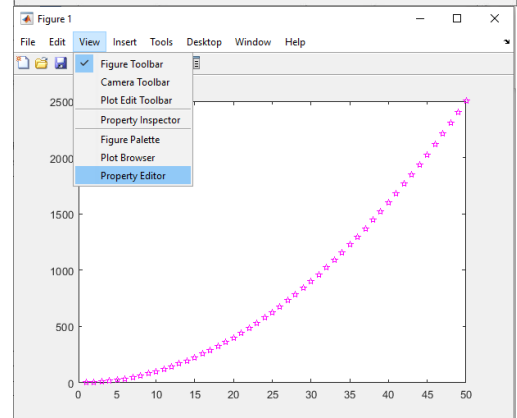 Figure 1
File Edit View Insert Tools Desktop Window Help
Figure Toolbar
Camera Toolbar
Plot Edit Toolbar
Property Inspector
Figure Palette
Plot Browser
Property Editor
2500
2000
1500
1000
500
0
0 5 10 15 20 25 30 35 40 45 50